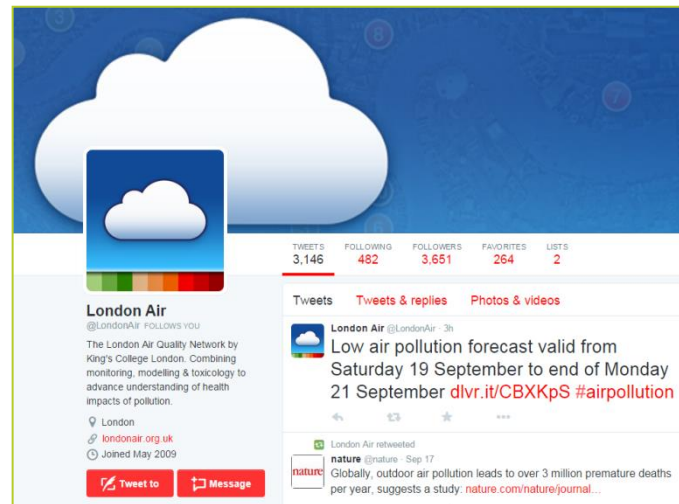 3
8
7
6
TWEETS FOLLOWING FOLLOWERS FAVORITES LISTS
3,146 482 3,651 264 2
London Air
@LondonAir FOLLOWS YOU
The London Air Quality Network by
King's College London. Combining
monitoring, modelling & toxicology to
advance understanding of health
impacts of pollution.
London
londonair.org.uk
Joined May 2009
Tweet to Message
Tweets Tweets & replies Photos & videos
London Air @LondonAir · 3h
Low air pollution forecast valid from
Saturday 19 September to end of Monday
21 September dlvr.it/CBXKpS #airpollution
London Air retweeted
nature
nature @nature · Sep 17
Globally, outdoor air pollution leads to over 3 million premature deaths
per year, suggests a study: nature.com/nature/journal...